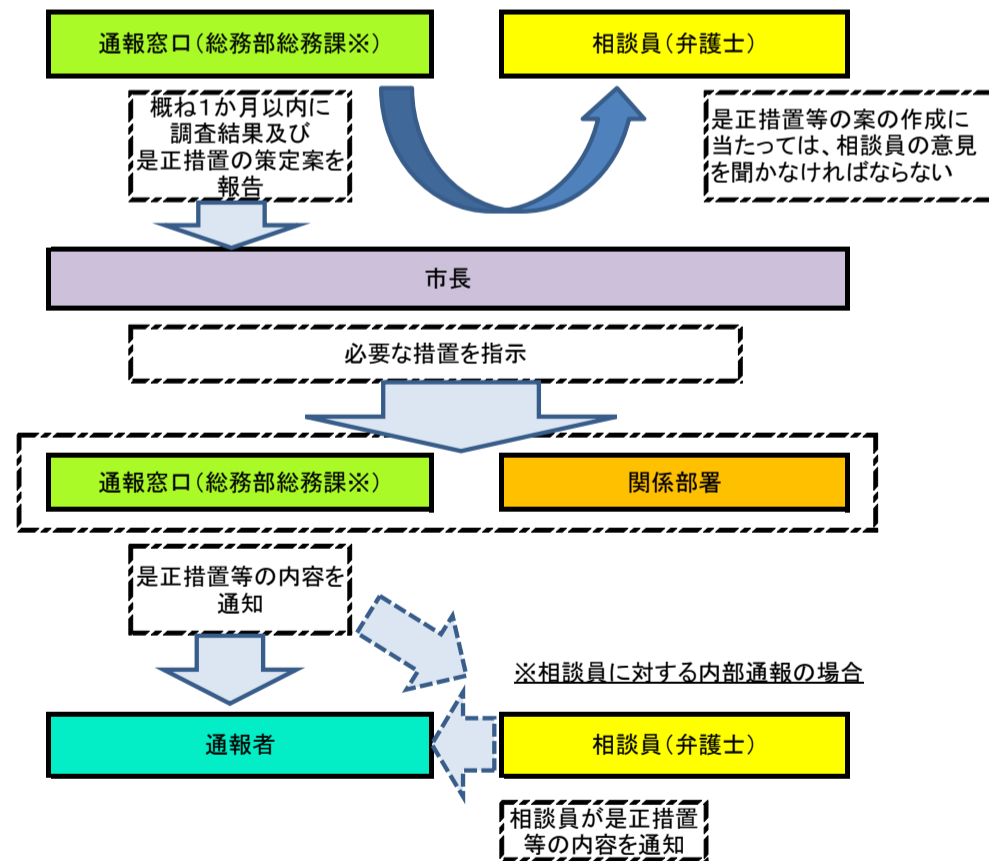 通報窓口（総務部総務課※）
相談員（弁護士）
概ね１か月以内に
調査結果及び
是正措置の策定案を
報告
是正措置等の案の作成に
当たっては、相談員の意見
を聞かなければならない
市長
必要な措置を指示
通報窓口（総務部総務課※）
関係部署
是正措置等の内容を
通知
※相談員に対する内部通報の場合
通報者
相談員（弁護士）
相談員が是正措置
等の内容を通知